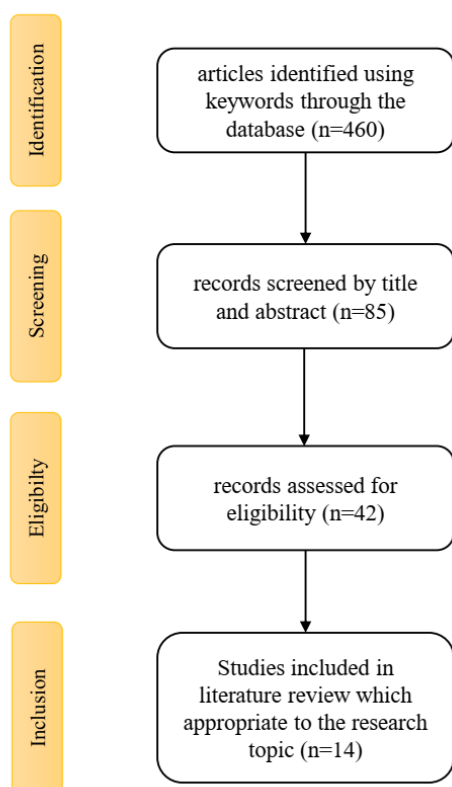 Identification
articles identified using
keywords through the
database (n=460)
Screening
records screened by title
and abstract (n=85)
Eligibilty
records assessed for
eligibility (n=42)
Inclusion
Studies included in
literature review which
appropriate to the research
topic (n=14)